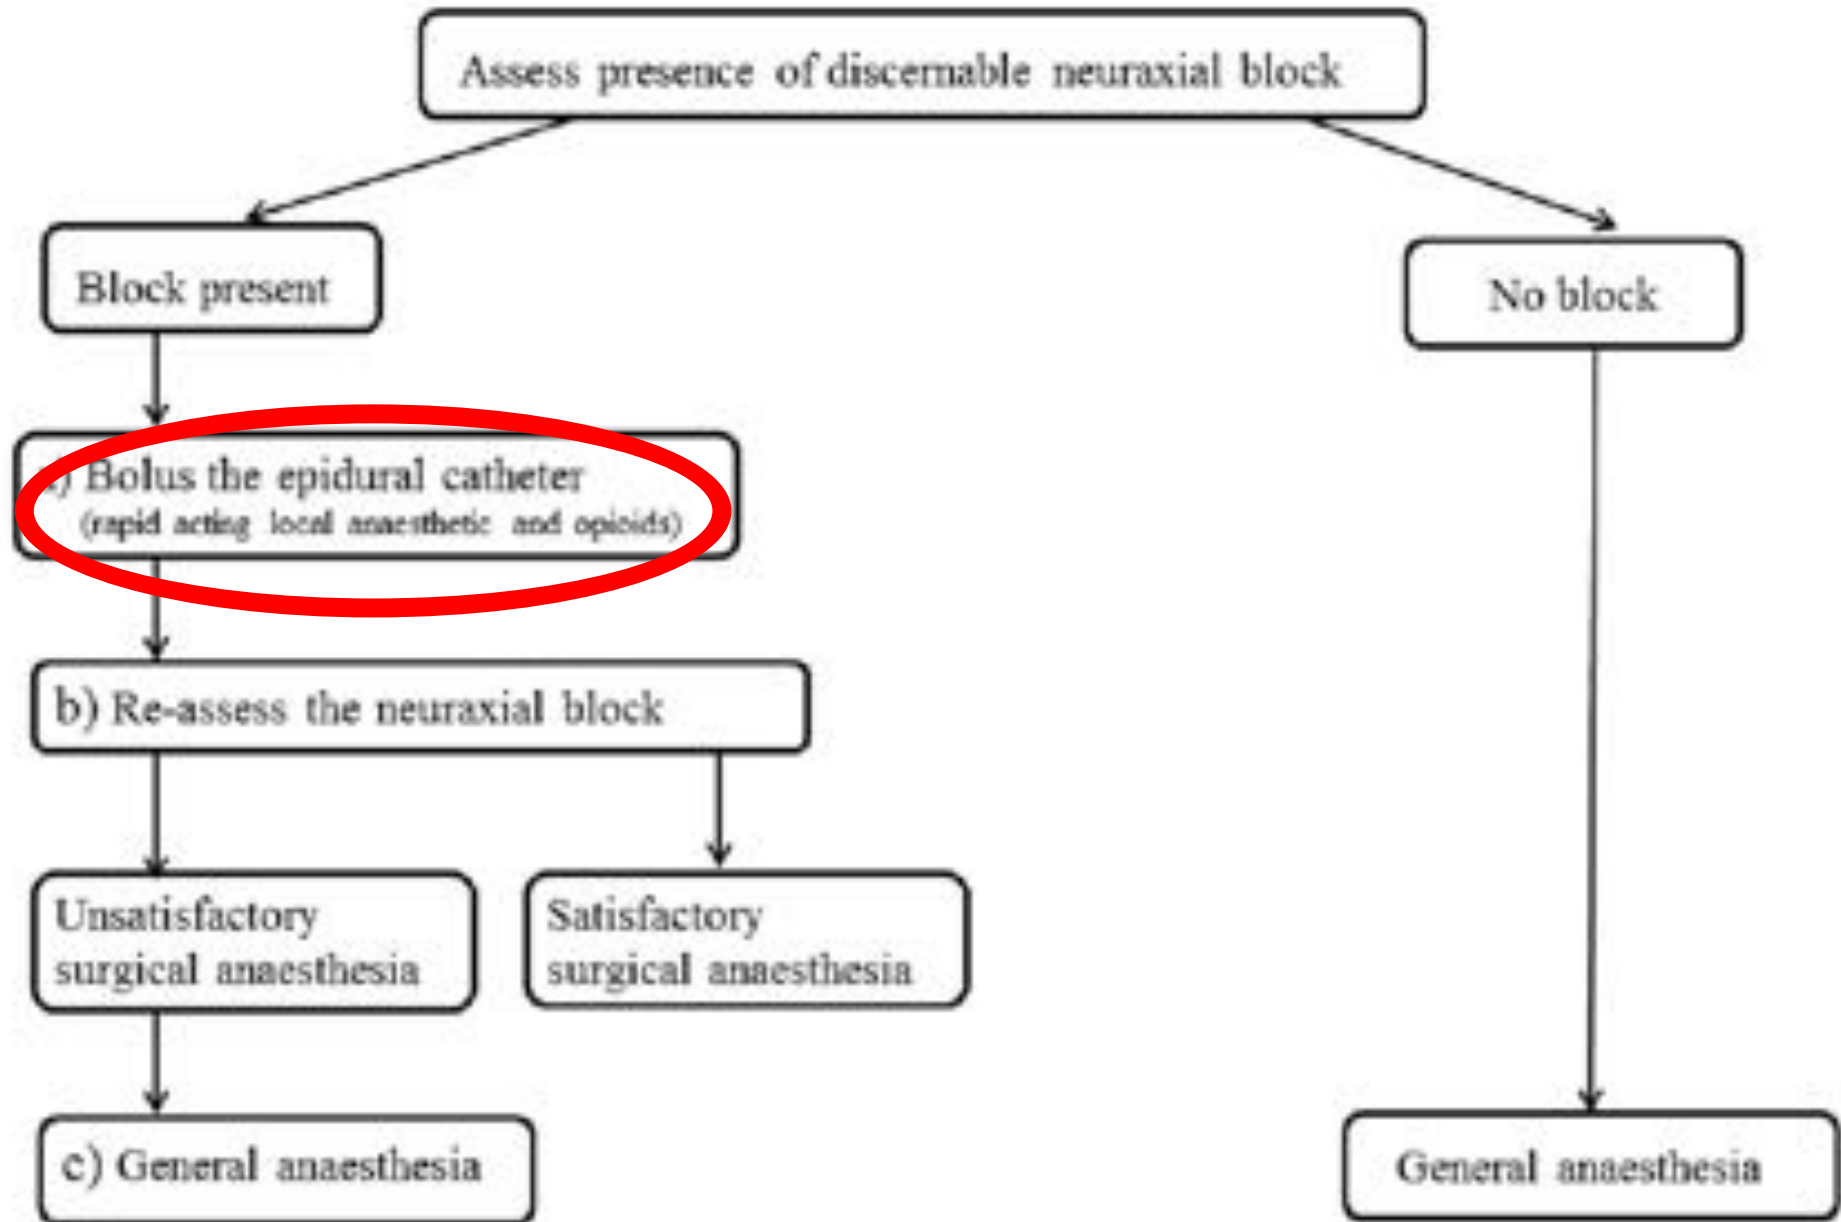 Assess presence of discernable neuraxial block
Block present
No block
) Bolus the epidural catheter
(rapid acting local anaesthetic and opioids)
b) Re-assess the neuraxial block
Unsatisfactory
surgical anaesthesia
Satisfactory
surgical anaesthesia
c) General anaesthesia
General anaesthesia